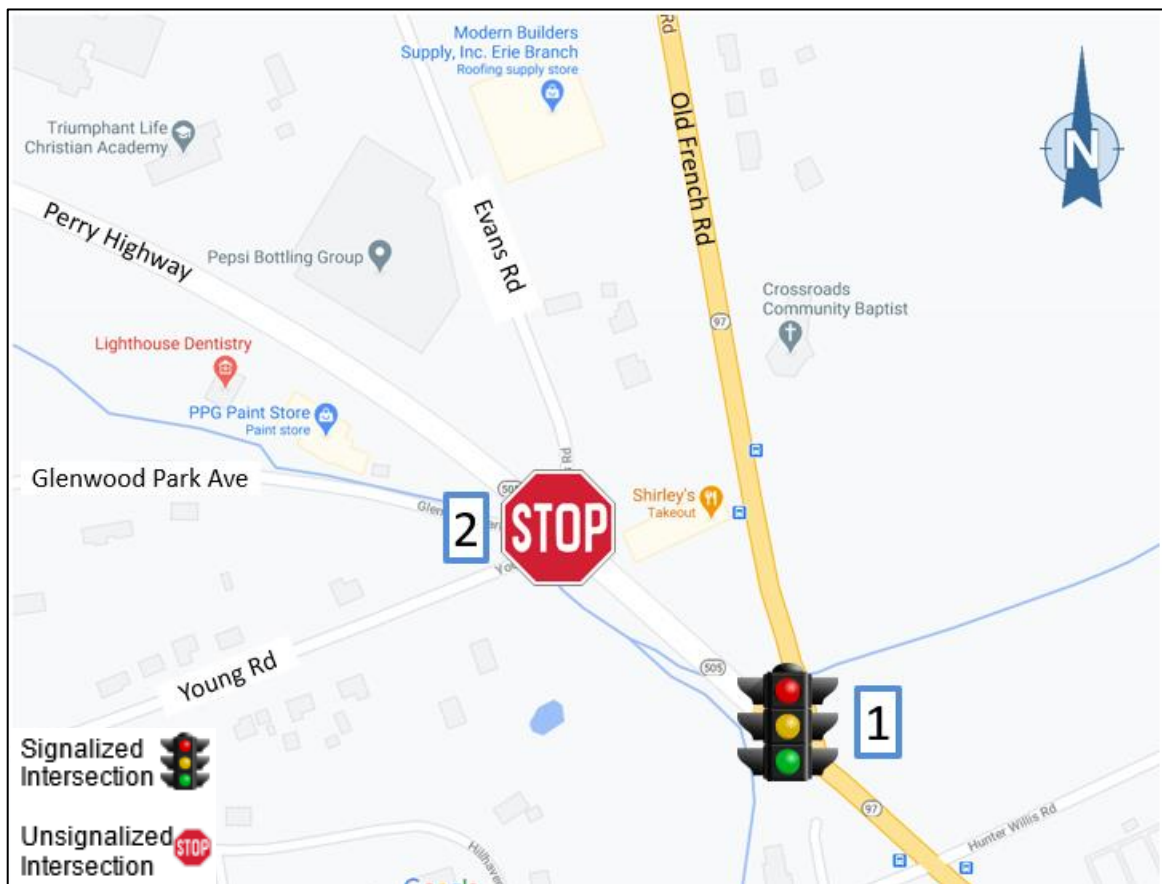 Modern Builders
Supply, Inc. Erie Branch
Roofing supply store
Rd
Old French Rd
N
Triumphant Life
Christian Academy
Perry Highway
Evans Rd
Pepsi Bottling Group
97
Crossroads
Community Baptist
Lighthouse Dentistry
PPG Paint Store
Paint store
Glenwood Park Ave
Rd
2
STOP
Shirley's
Takeout
Young Rd
505
1
Signalized
Intersection
97
Hunter Willis Rd
Unsignalized
Intersection
STOP